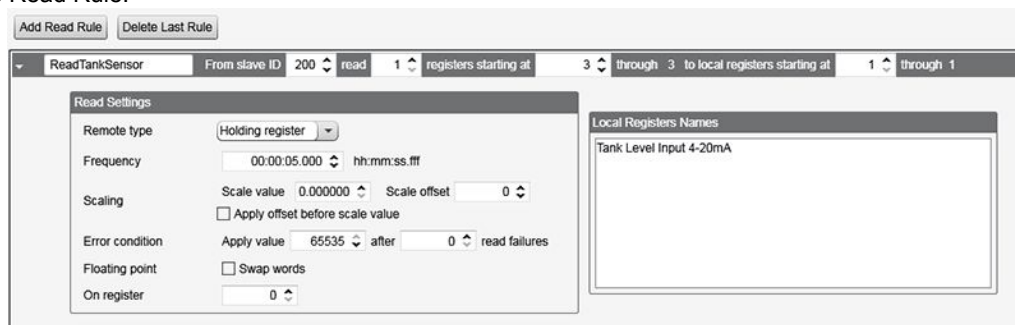 Read Rule.
Add Read Rule Delete Last Rule
ReadTankSensor From slave ID 200 read 1 registers starting at 3 through 3 to local registers starting at 1 through 1
Read Settings
Remote type Holding register
Frequency 00:00:05.000 hh:mm:ss.fff
Scaling Scale value 0.000000 Scale offset 0
Apply offset before scale value
Error condition Apply value 65535 after 0 read failures
Floating point Swap words
On register 0
Local Registers Names
Tank Level Input 4-20mA